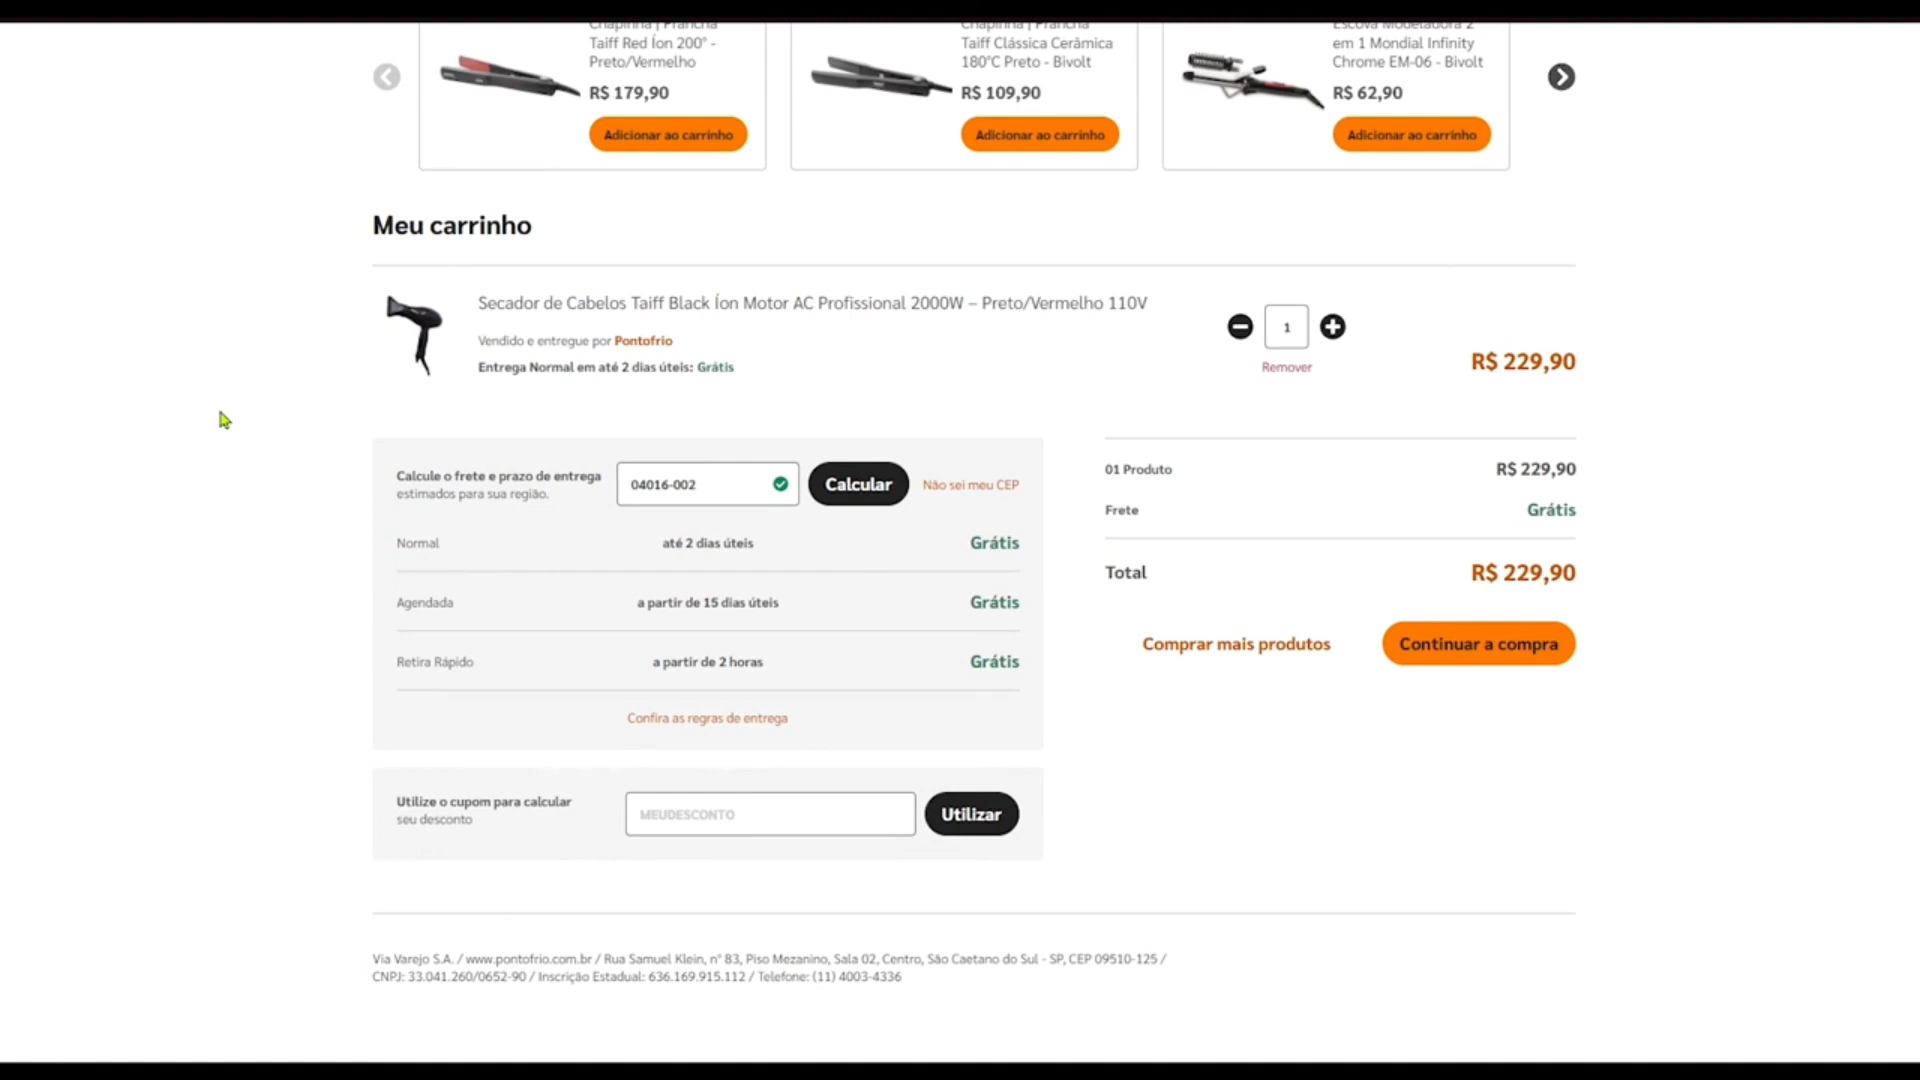 Chapinha | Prancha
Taiff Red Íon 200° -
Preto/Vermelho
R$ 179,90
Adicionar ao carrinho
Chapinha | Prancha
Taiff Clássica Cerâmica
180°C Preto - Bivolt
R$ 109,90
Adicionar ao carrinho
Escova Modeladora 2
em 1 Mondial Infinity
Chrome EM-06 - Bivolt
R$ 62,90
Adicionar ao carrinho
Meu carrinho
Secador de Cabelos Taiff Black Íon Motor AC Profissional 2000W – Preto/Vermelho 110V
Vendido e entregue por Pontofrio
Entrega Normal em até 2 dias úteis: Grátis
1
Remover
R$ 229,90
Calcule o frete e prazo de entrega
estimados para sua região.
04016-002
Calcular
Não sei meu CEP
Normal até 2 dias úteis Grátis
Agendada a partir de 15 dias úteis Grátis
Retira Rápido a partir de 2 horas Grátis
Confira as regras de entrega
01 Produto R$ 229,90
Frete Grátis
Total R$ 229,90
Comprar mais produtos
Continuar a compra
Utilize o cupom para calcular
seu desconto
MEUDESCONTO
Utilizar
Via Varejo S.A. / www.pontofrio.com.br / Rua Samuel Klein, n° 83, Piso Mezanino, Sala 02, Centro, São Caetano do Sul - SP, CEP 09510-125 /
CNPJ: 33.041.260/0652-90 / Inscrição Estadual: 636.169.915.112 / Telefone: (11) 4003-4336